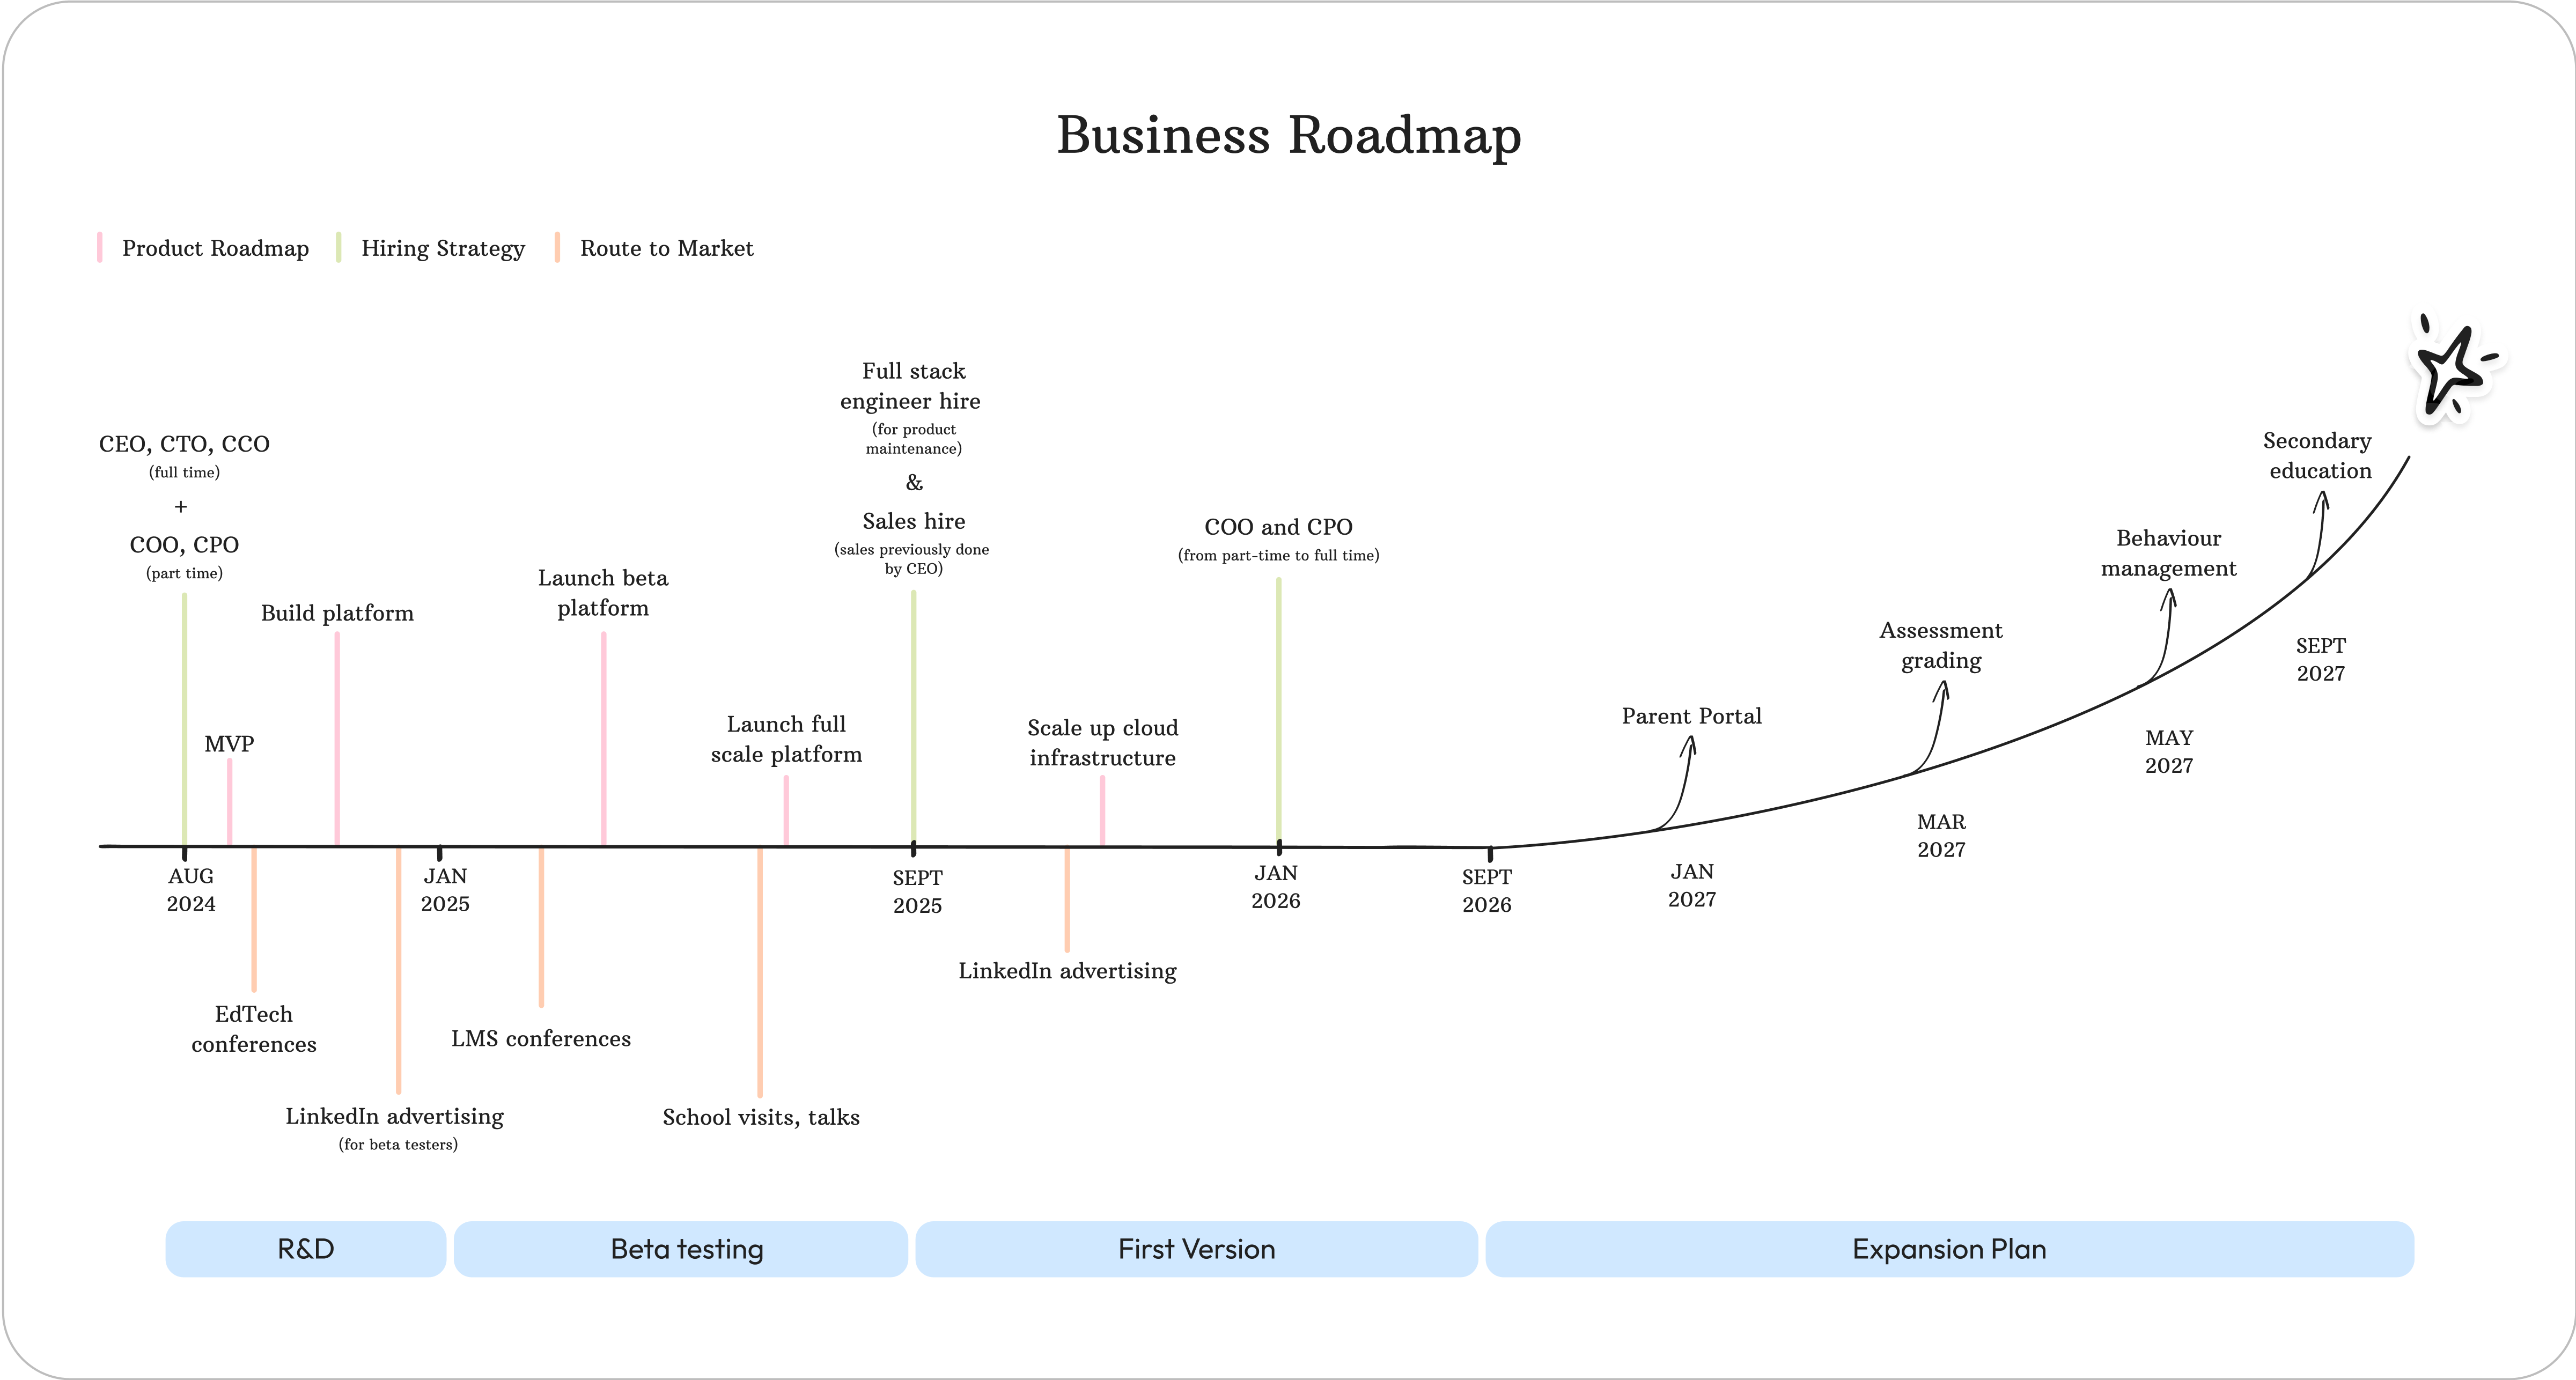 Business Roadmap
Product Roadmap
Hiring Strategy
Route to Market
CEO, CTO, CCO
(full time)
+
COO, CPO
(part time)
MVP
Build platform
Launch beta
platform
Launch full
scale platform
Full stack
engineer hire
(for product
maintenance)
&
Sales hire
(sales previously done
by CEO)
Scale up cloud
infrastructure
COO and CPO
(from part-time to full time)
Parent Portal
Assessment
grading
Behaviour
management
Secondary
education
AUG
2024
JAN
2025
SEPT
2025
JAN
2026
SEPT
2026
JAN
2027
MAR
2027
MAY
2027
SEPT
2027
EdTech
conferences
LinkedIn advertising
(for beta testers)
LMS conferences
School visits, talks
LinkedIn advertising
R&D
Beta testing
First Version
Expansion Plan